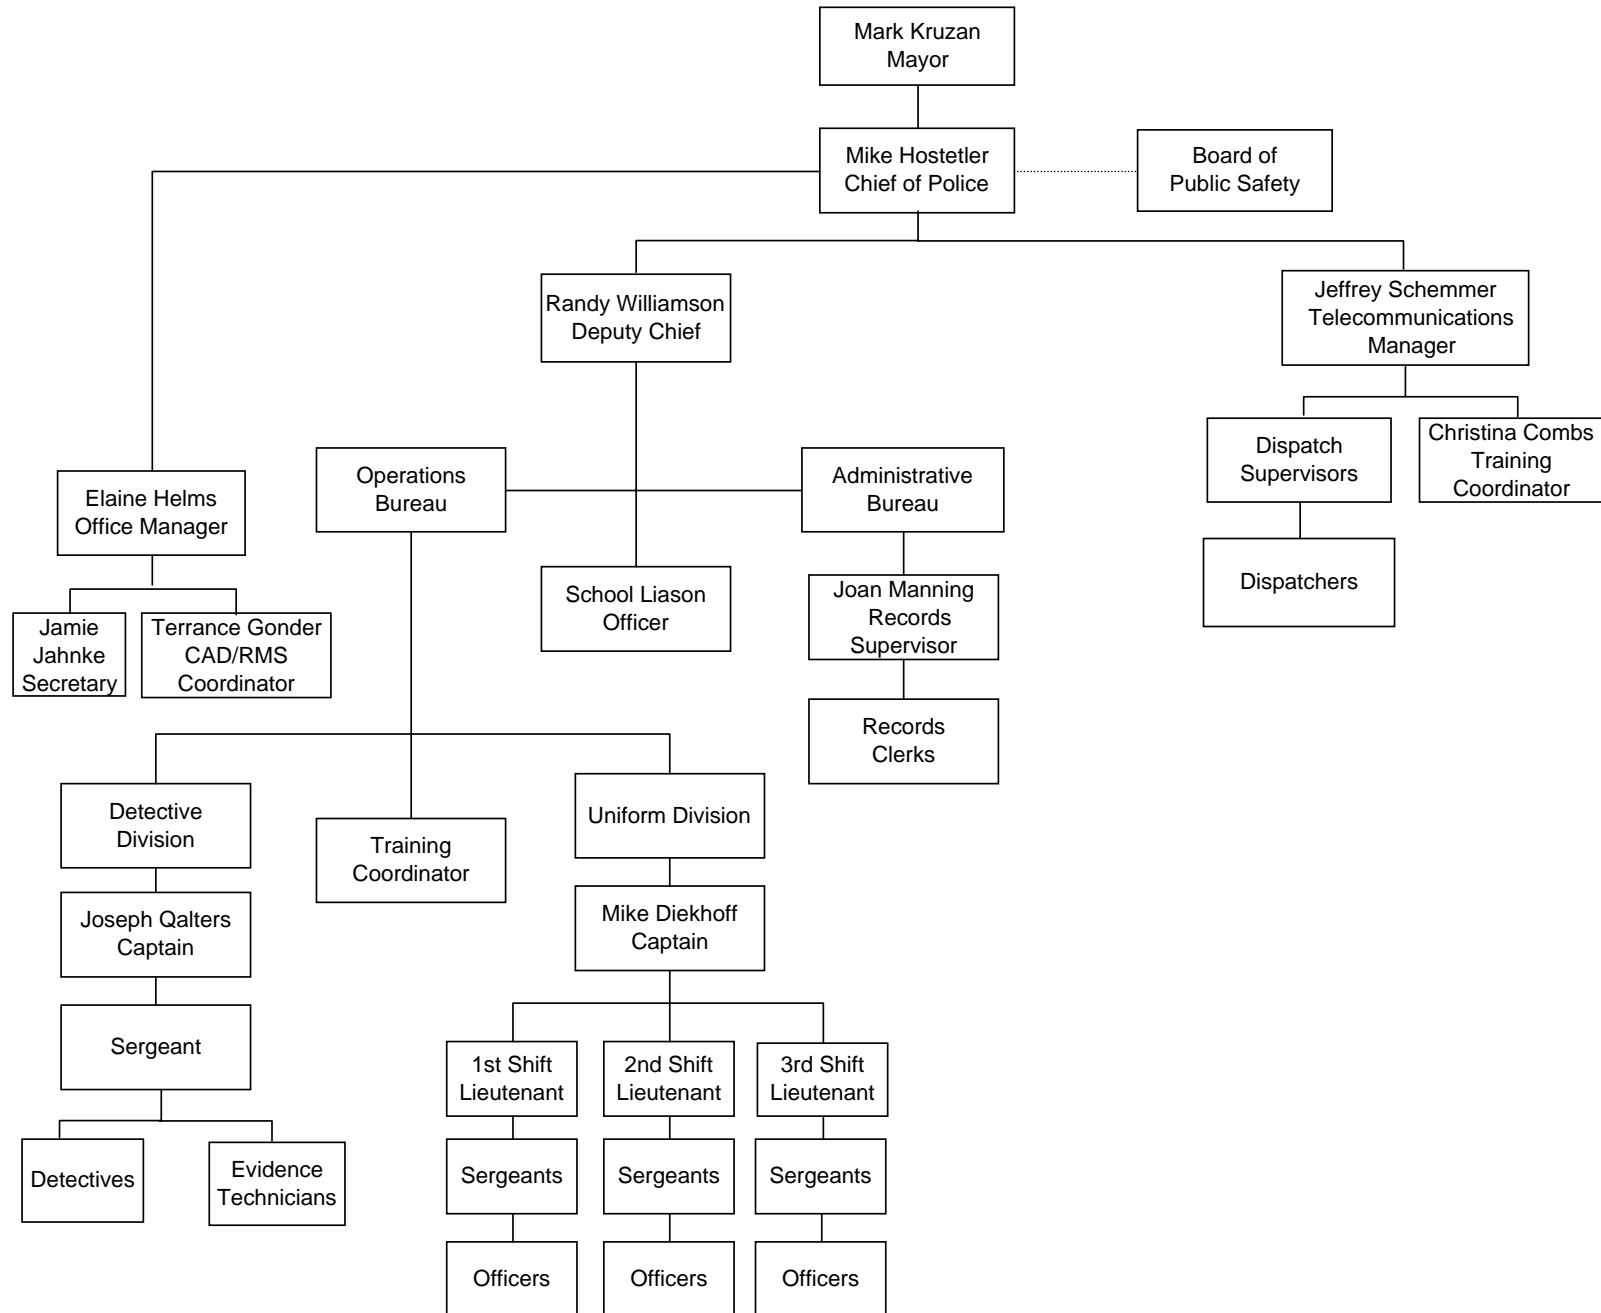 Mark Kruzan
Mayor
Mike Hostetler
Chief of Police
Board of
Public Safety
Randy Williamson
Deputy Chief
Jeffrey Schemmer
Telecommunications
Manager
Elaine Helms
Office Manager
Operations
Bureau
Administrative
Bureau
Dispatch
Supervisors
Christina Combs
Training
Coordinator
Jamie
Jahnke
Secretary
Terrance Gonder
CAD/RMS
Coordinator
School Liason
Officer
Joan Manning
Records
Supervisor
Dispatchers
Records
Clerks
Detective
Division
Training
Coordinator
Uniform Division
Joseph Qalters
Captain
Mike Diekhoff
Captain
Sergeant
1st Shift
Lieutenant
2nd Shift
Lieutenant
3rd Shift
Lieutenant
Detectives
Evidence
Technicians
Sergeants
Sergeants
Sergeants
Officers
Officers
Officers